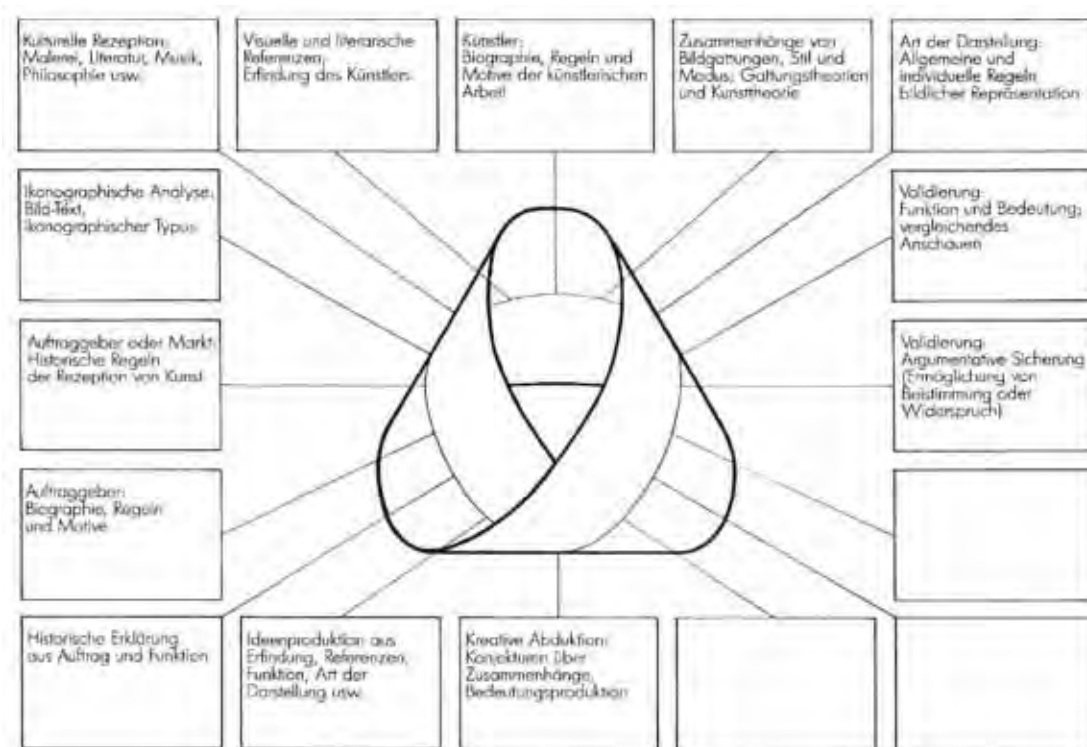 Kulturelle Rezeption:
Malerei, Literatur, Musik,
Philosophie usw.
Visuelle und literarische
Referenzen;
Erfindung des Künstlers
Künstler:
Biographie, Regeln und
Motive der künstlerischen
Arbeit
Zusammenhänge von
Bildgattungen, Stil und
Modus; Gattungstheorien
und Kunsttheorie
Art der Darstellung:
Allgemeine und
individuelle Regeln
bildlicher Repräsentation
Ikonographische Analyse:
Bild-Text,
ikonographischer Typus
Validierung:
Funktion und Bedeutung;
vergleichendes
Anschauen
Auftraggeber oder Markt:
Historische Regeln
der Rezeption von Kunst
Validierung:
Argumentative Sicherung
(Ermöglichung von
Beistimmung oder
Widerspruch)
Auftraggeber:
Biographie, Regeln
und Motive
Historische Erklärung
aus Auftrag und Funktion
Ideenproduktion aus
Erfindung, Referenzen,
Funktion, Art der
Darstellung usw.
Kreative Abduktion:
Konjekturen über
Zusammenhänge,
Bedeutungsproduktion